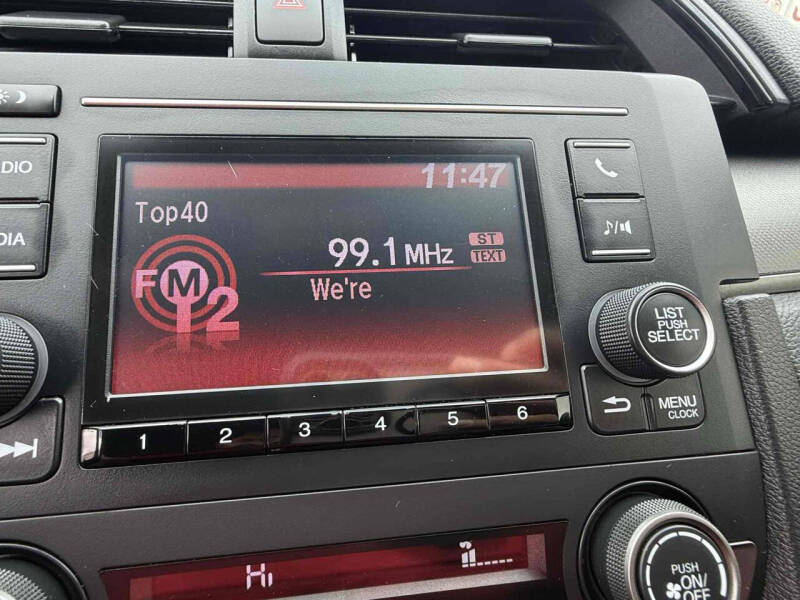 11:47
DIO
Top40
99.1 MHz ST
TEXT
FM 2
We're
DIA
LIST
PUSH
SELECT
MENU
CLOCK
1 2 3 4 5 6
Hi
PUSH
ON/
OFF